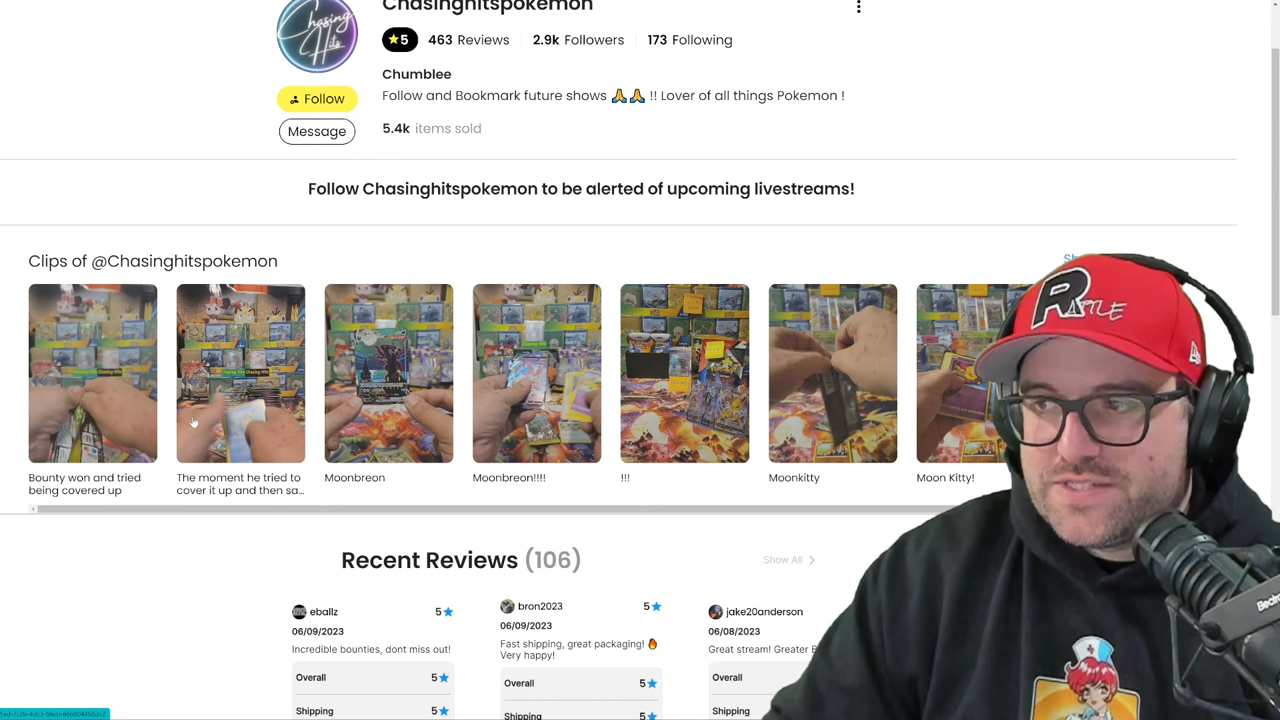 Chasinghitspokemon
Chasing
Hits
★5 463 Reviews 2.9k Followers 173 Following
Chumblee
Follow
Follow and Bookmark future shows 🙏🙏 !! Lover of all things Pokemon !
Message
5.4k items sold
Follow Chasinghitspokemon to be alerted of upcoming livestreams!
Clips of @Chasinghitspokemon
Bounty won and tried
being covered up
The moment he tried to
cover it up and then sa...
Moonbreon
Moonbreon!!!!
!!!
Moonkitty
Moon Kitty!
Recent Reviews (106)
Show All
eballz 5★
06/09/2023
Incredible bounties, dont miss out!
Overall 5★
Shipping 5★
bron2023 5★
06/09/2023
Fast shipping, great packaging! 🔥
Very happy!
Overall 5★
Shipping 5★
jake20anderson
06/08/2023
Great stream! Greater
Overall
Shipping